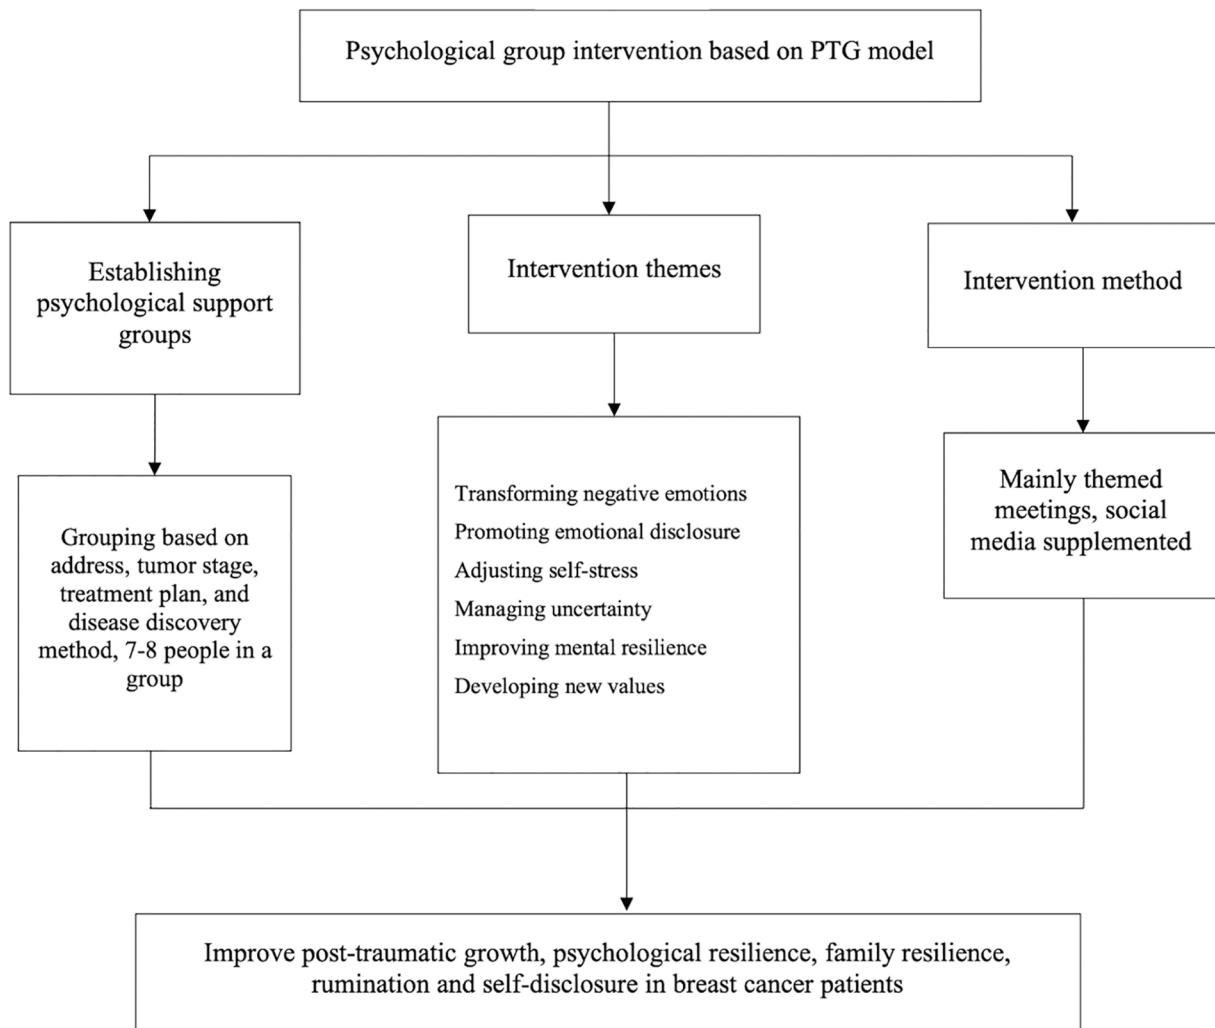 Psychological group intervention based on PTG model
Establishing
psychological support
groups
Intervention themes
Intervention method
Grouping based on
address, tumor stage,
treatment plan, and
disease discovery
method, 7-8 people in a
group
Transforming negative emotions
Promoting emotional disclosure
Adjusting self-stress
Managing uncertainty
Improving mental resilience
Developing new values
Mainly themed
meetings, social
media supplemented
Improve post-traumatic growth, psychological resilience, family resilience,
rumination and self-disclosure in breast cancer patients